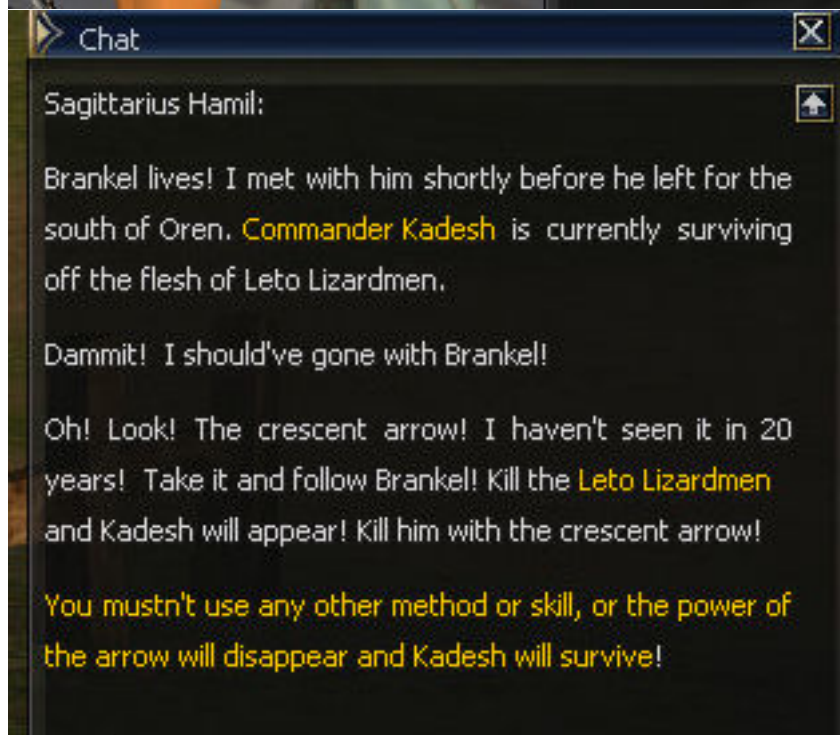 Chat
Sagittarius Hamil:
Brankel lives! I met with him shortly before he left for the
south of Oren. Commander Kadesh is currently surviving
off the flesh of Leto Lizardmen.
Dammit! I should've gone with Brankel!
Oh! Look! The crescent arrow! I haven't seen it in 20
years! Take it and follow Brankel! Kill the Leto Lizardmen
and Kadesh will appear! Kill him with the crescent arrow!
You mustn't use any other method or skill, or the power of
the arrow will disappear and Kadesh will survive!